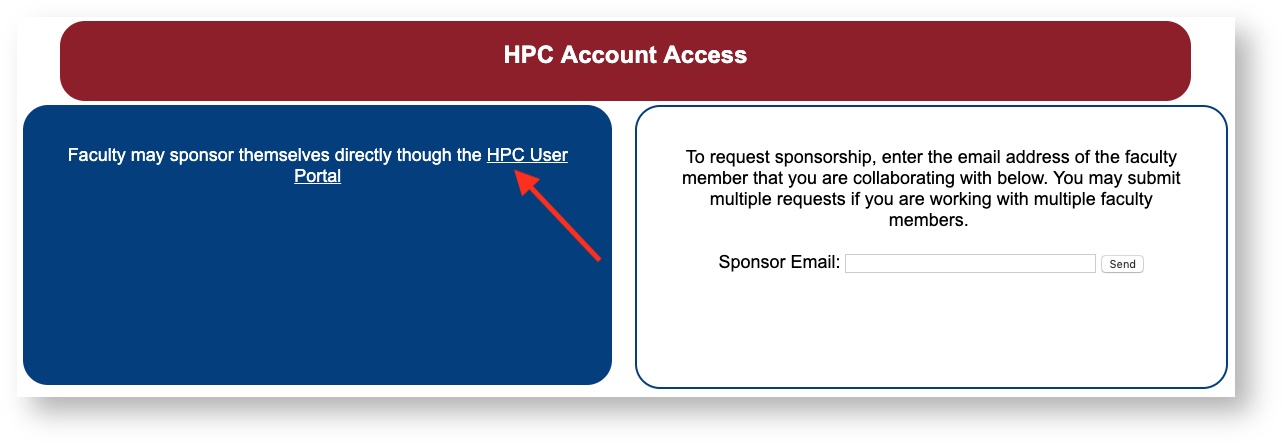 HPC Account Access
Faculty may sponsor themselves directly though the HPC User
Portal
To request sponsorship, enter the email address of the faculty
member that you are collaborating with below. You may submit
multiple requests if you are working with multiple faculty
members.
Sponsor Email:
Send